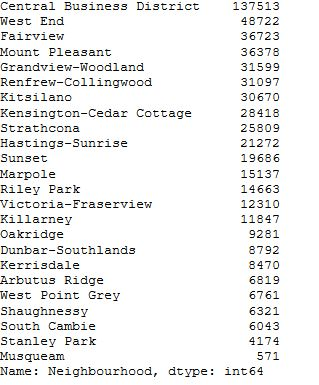 Central Business District 137513
West End 48722
Fairview 36723
Mount Pleasant 36378
Grandview-Woodland 31599
Renfrew-Collingwood 31097
Kitsilano 30670
Kensington-Cedar Cottage 28418
Strathcona 25809
Hastings-Sunrise 21272
Sunset 19686
Marpole 15137
Riley Park 14663
Victoria-Fraserview 12310
Killarney 11847
Oakridge 9281
Dunbar-Southlands 8792
Kerrisdale 8470
Arbutus Ridge 6819
West Point Grey 6761
Shaughnessy 6321
South Cambie 6043
Stanley Park 4174
Musqueam 571
Name: Neighbourhood, dtype: int64